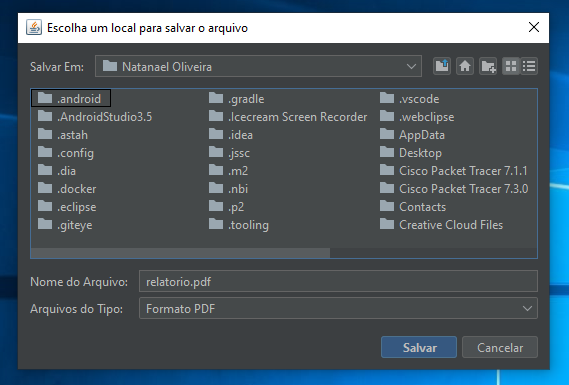 Escolha um local para salvar o arquivo
Salvar Em: Natanael Oliveira
.android .gradle .vscode
.AndroidStudio3.5 .Icecream Screen Recorder .webclipse
.astah .idea AppData
.config .jssc Desktop
.dia .m2 Cisco Packet Tracer 7.1.1
.docker .nbi Cisco Packet Tracer 7.3.0
.eclipse .p2 Contacts
.giteye .tooling Creative Cloud Files
Nome do Arquivo: relatorio.pdf
Arquivos do Tipo: Formato PDF
Salvar Cancelar